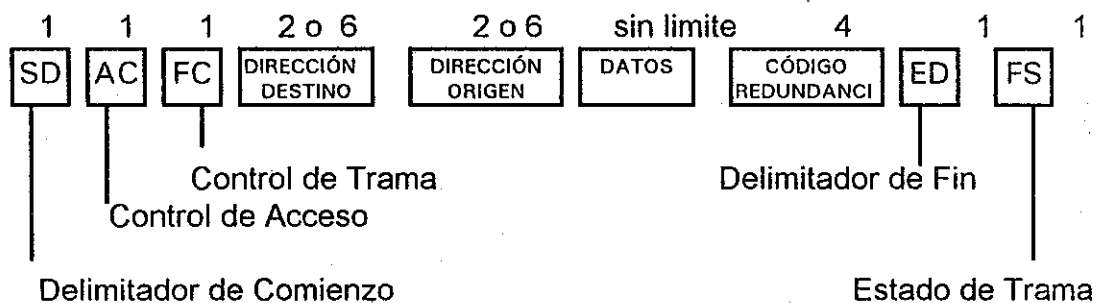 1 1 1 2 o 6 2 o 6 sin limite 4 1 1
SD AC FC DIRECCIÓN DESTINO DIRECCIÓN ORIGEN DATOS CÓDIGO REDUNDANCI ED FS
Control de Trama Delimitador de Fin
Control de Acceso
Delimitador de Comienzo Estado de Trama